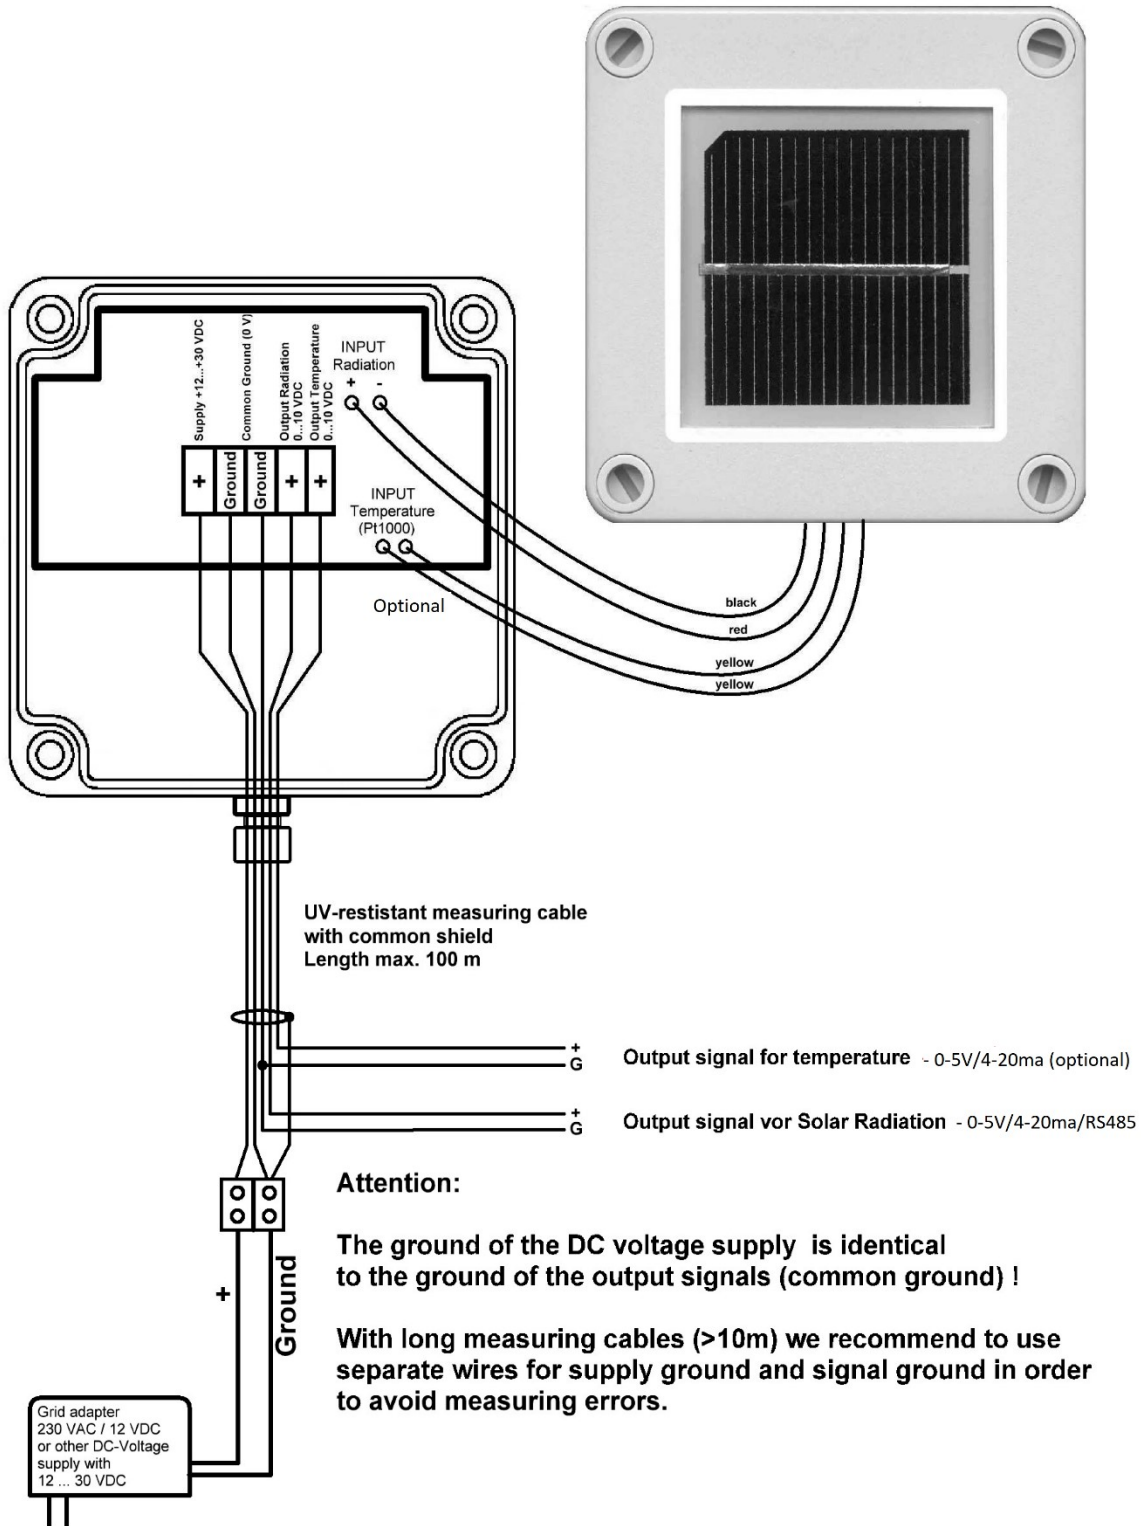 Supply +12...+30 VDC
Common Ground (0 V)
Output Radiation
0...10 VDC
Output Temperature
0...10 VDC
INPUT
Radiation
+ -
+
Ground
Ground
+
+
INPUT
Temperature
(Pt1000)
Optional
black
red
yellow
yellow
UV-restistant measuring cable
with common shield
Length max. 100 m
+
G
Output signal for temperature - 0-5V/4-20ma (optional)
+
G
Output signal vor Solar Radiation - 0-5V/4-20ma/RS485
Attention:
The ground of the DC voltage supply is identical
to the ground of the output signals (common ground) !
With long measuring cables (>10m) we recommend to use
separate wires for supply ground and signal ground in order
to avoid measuring errors.
+
Ground
Grid adapter
230 VAC / 12 VDC
or other DC-Voltage
supply with
12 ... 30 VDC